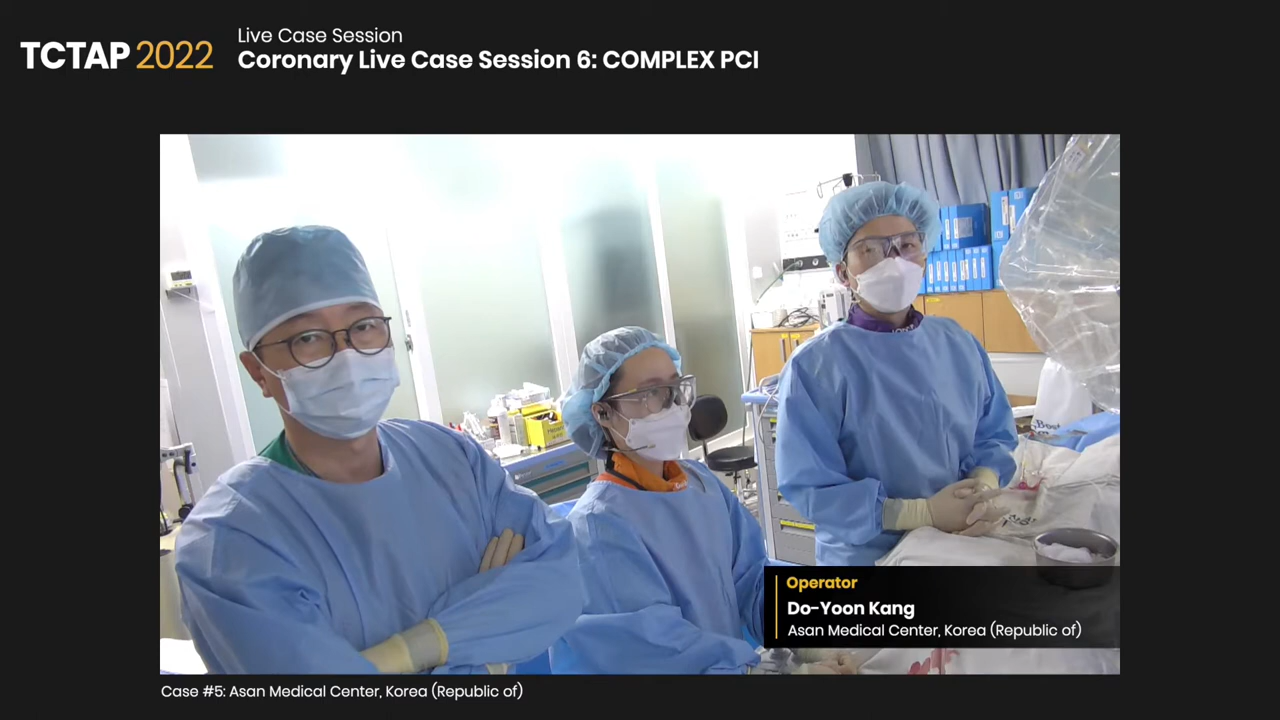 TCTAP 2022
Live Case Session
Coronary Live Case Session 6: COMPLEX PCI
Operator
Do-Yoon Kang
Asan Medical Center, Korea (Republic of)
Case #5: Asan Medical Center, Korea (Republic of)